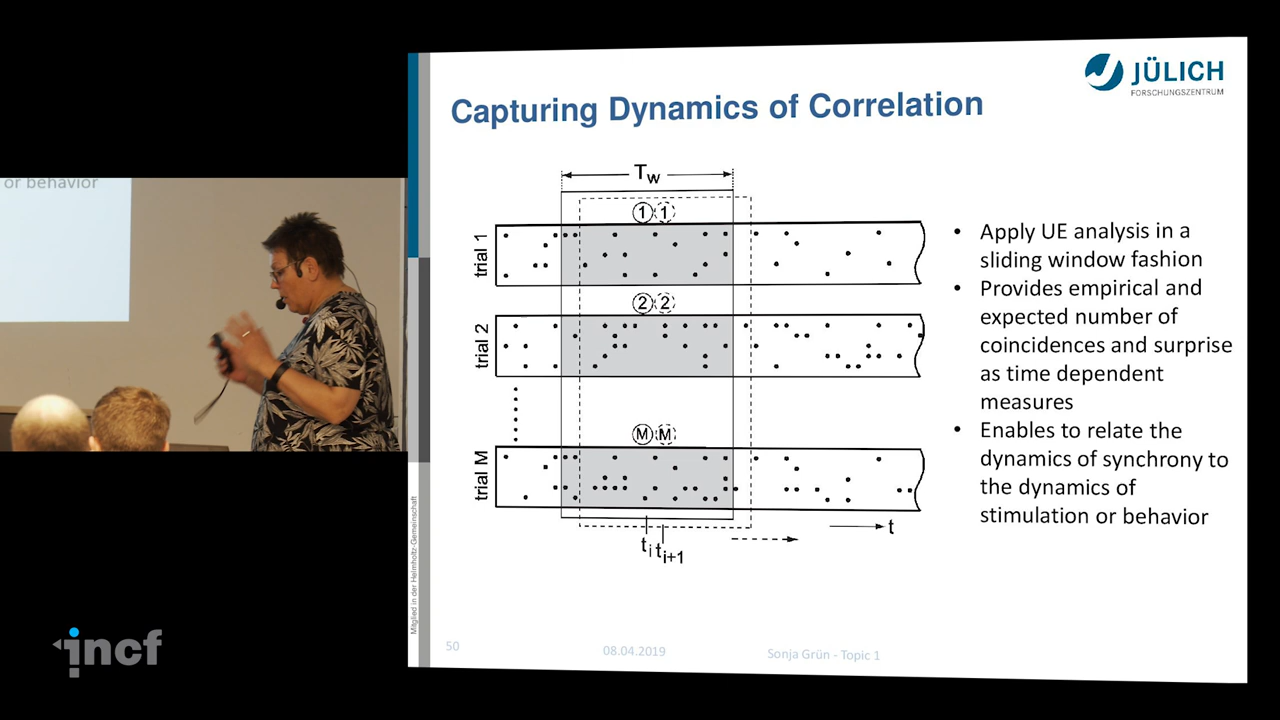 or behavior
JÜLICH
FORSCHUNGSZENTRUM
Capturing Dynamics of Correlation
Tw
1 1
trial 1
2 2
trial 2
M M
trial M
ti ti+1
t
• Apply UE analysis in a
sliding window fashion
• Provides empirical and
expected number of
coincidences and surprise
as time dependent
measures
• Enables to relate the
dynamics of synchrony to
the dynamics of
stimulation or behavior
Mitglied in der Helmholtz-Gemeinschaft
50
08.04.2019
Sonja Grün - Topic 1
incf